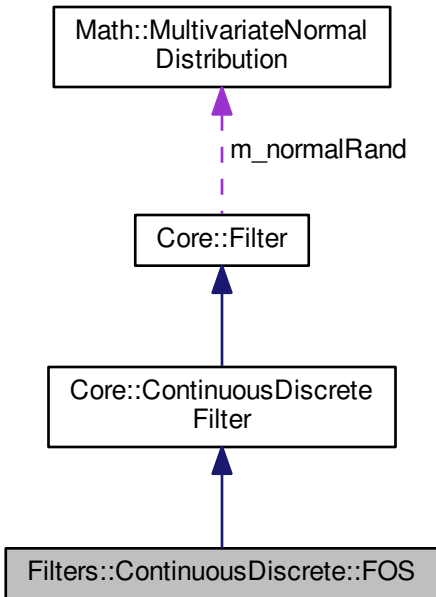 Math::MultivariateNormal
Distribution
m_normalRand
Core::Filter
Core::ContinuousDiscrete
Filter
Filters::ContinuousDiscrete::FOS